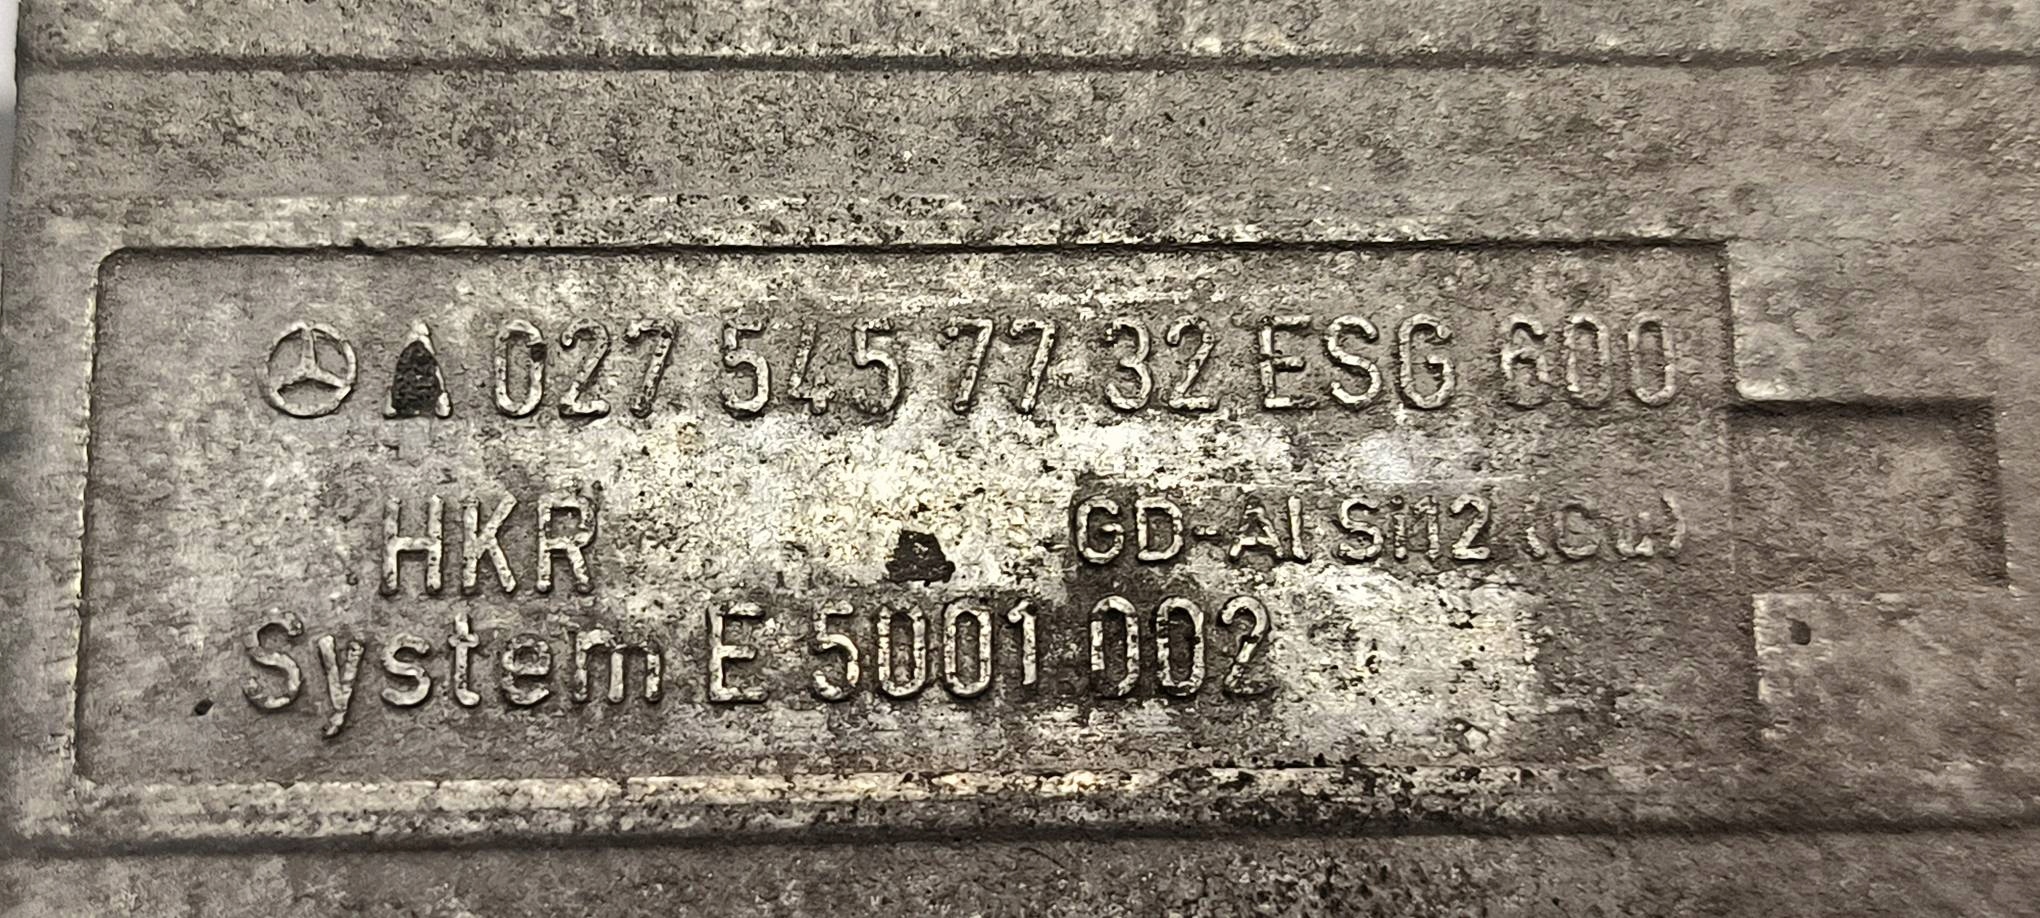 A 027 545 77 32 ESG 600
HKR GD-Al Si12 (Cu)
System E 5001 002